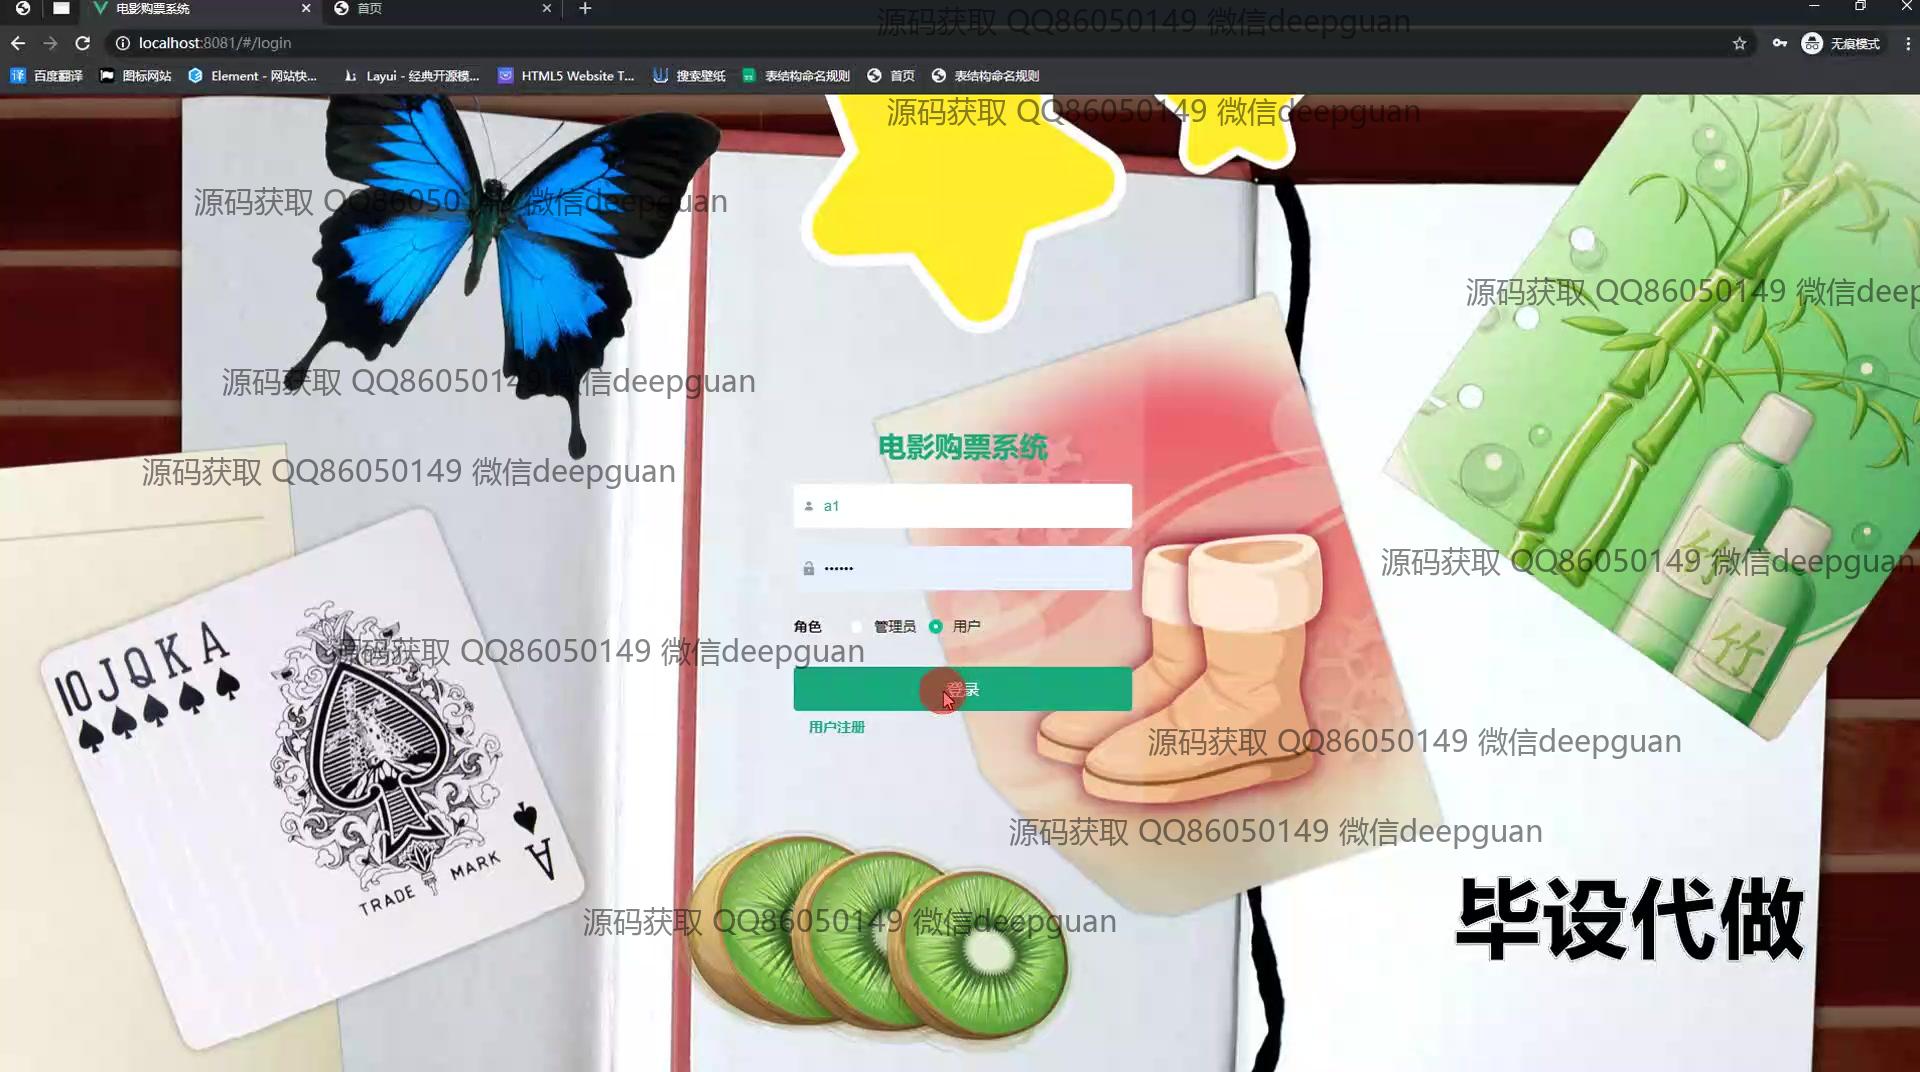 电影购票系统
首页
localhost:8081/#/login
无痕模式
百度翻译
图标网站
Element - 网站快...
Layui - 经典开源模...
HTML5 Website T...
搜索壁纸
表结构命名规则
首页
表结构命名规则
源码获取 QQ86050149 微信deepguan
源码获取 QQ86050149 微信deepguan
源码获取 QQ86050149 微信deepguan
源码获取 QQ86050149 微信deep
源码获取 QQ86050149 微信deepguan
电影购票系统
源码获取 QQ86050149 微信deepguan
a1
源码获取 QQ86050149 微信deepguan
竹
角色
管理员
用户
10 J Q K A
源码获取 QQ86050149 微信deepguan
竹
登录
用户注册
源码获取 QQ86050149 微信deepguan
源码获取 QQ86050149 微信deepguan
TRADE MARK
A
源码获取 QQ86050149 微信deepguan
毕设代做